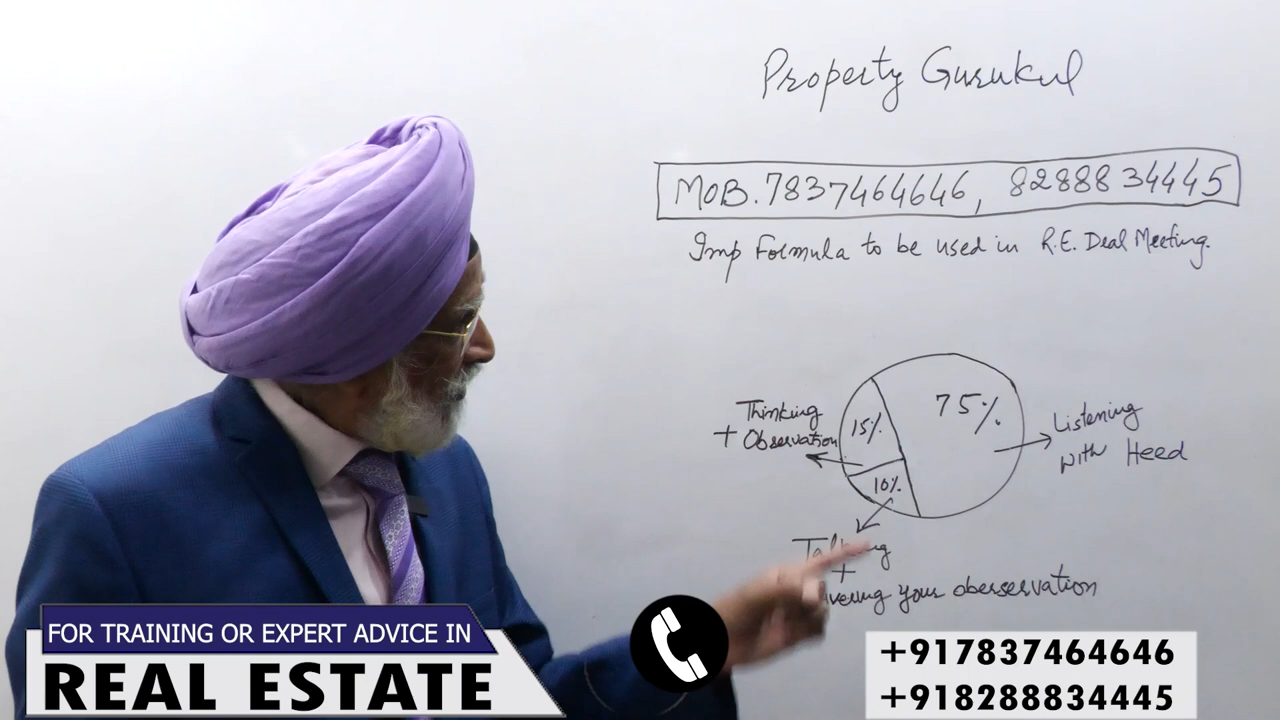 Property Gurukul
MOB. 7837464646, 8288834445
Imp Formula to be used in R.E. Deal Meeting.
Thinking
+ Observation
15%
75%
Listening
with Heed
10%
Talking
+
your oberservation
FOR TRAINING OR EXPERT ADVICE IN
REAL ESTATE
+917837464646
+918288834445